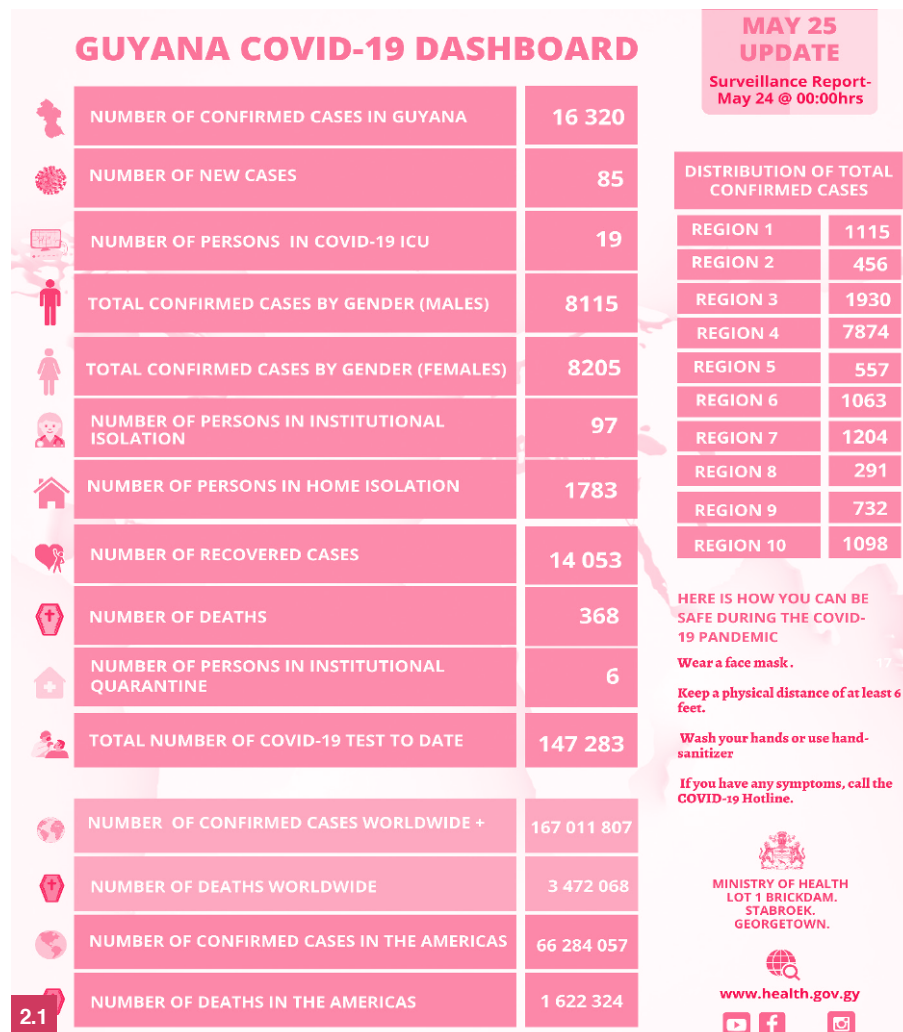 GUYANA COVID-19 DASHBOARD
MAY 25
UPDATE
Surveillance Report-
May 24 @ 00:00hrs
NUMBER OF CONFIRMED CASES IN GUYANA 16 320
NUMBER OF NEW CASES 85
NUMBER OF PERSONS IN COVID-19 ICU 19
TOTAL CONFIRMED CASES BY GENDER (MALES) 8115
TOTAL CONFIRMED CASES BY GENDER (FEMALES) 8205
NUMBER OF PERSONS IN INSTITUTIONAL
ISOLATION 97
NUMBER OF PERSONS IN HOME ISOLATION 1783
NUMBER OF RECOVERED CASES 14 053
NUMBER OF DEATHS 368
NUMBER OF PERSONS IN INSTITUTIONAL
QUARANTINE 6
TOTAL NUMBER OF COVID-19 TEST TO DATE 147 283
NUMBER OF CONFIRMED CASES WORLDWIDE + 167 011 807
NUMBER OF DEATHS WORLDWIDE 3 472 068
NUMBER OF CONFIRMED CASES IN THE AMERICAS 66 284 057
NUMBER OF DEATHS IN THE AMERICAS 1 622 324
DISTRIBUTION OF TOTAL
CONFIRMED CASES
REGION 1 1115
REGION 2 456
REGION 3 1930
REGION 4 7874
REGION 5 557
REGION 6 1063
REGION 7 1204
REGION 8 291
REGION 9 732
REGION 10 1098
HERE IS HOW YOU CAN BE
SAFE DURING THE COVID-
19 PANDEMIC
Wear a face mask . 17
Keep a physical distance of at least 6
feet.
Wash your hands or use hand-
sanitizer
If you have any symptoms, call the
COVID-19 Hotline.
MINISTRY OF HEALTH
LOT 1 BRICKDAM.
STABROEK.
GEORGETOWN.
www.health.gov.gy
2.1